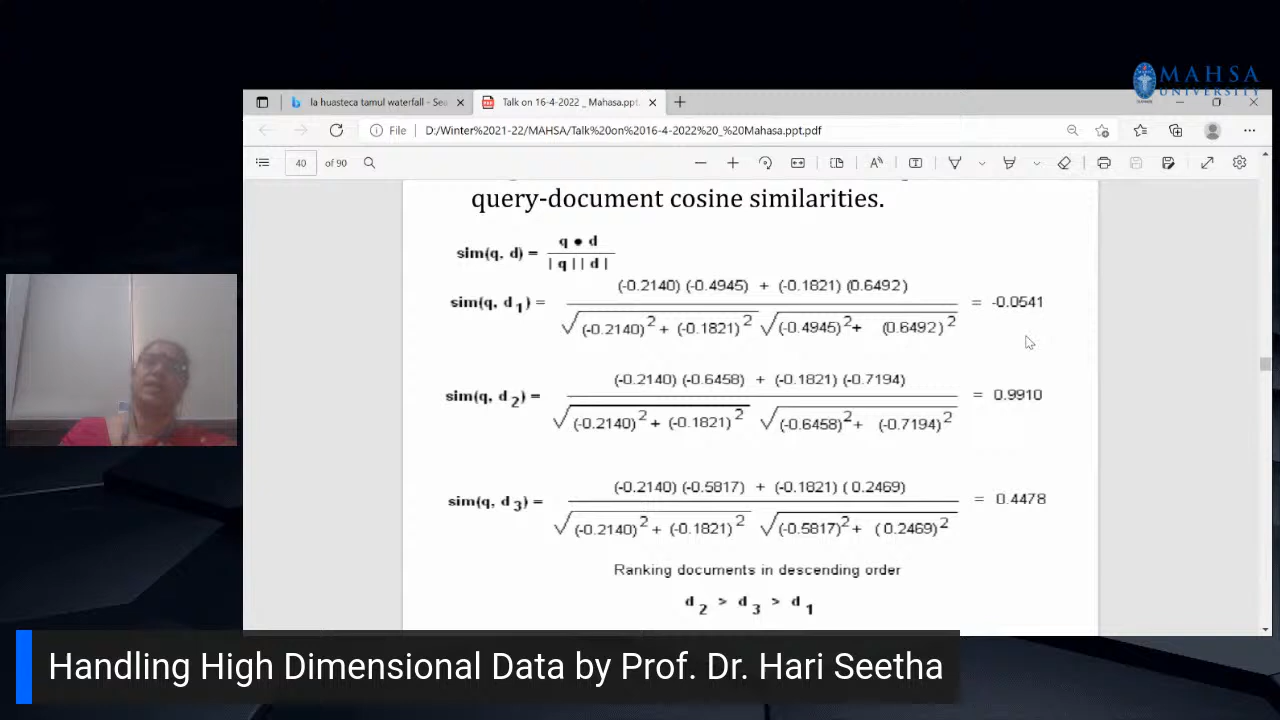 MAHSA
UNIVERSITY
la huasteca tamul waterfall - Sea
Talk on 16-4-2022 _ Mahasa.ppt.
File D:/Winter%2021-22/MAHSA/Talk%20on%2016-4-2022%20_%20Mahasa.ppt.pdf
40 of 90
query-document cosine similarities.
sim(q, d) = q • d / | q | | d |
sim(q, d 1) = (-0.2140) (-0.4945) + (-0.1821) (0.6492) / √(-0.2140)² + (-0.1821)² √(-0.4945)² + (0.6492)² = -0.0541
sim(q, d 2) = (-0.2140) (-0.6458) + (-0.1821) (-0.7194) / √(-0.2140)² + (-0.1821)² √(-0.6458)² + (-0.7194)² = 0.9910
sim(q, d 3) = (-0.2140) (-0.5817) + (-0.1821) ( 0.2469) / √(-0.2140)² + (-0.1821)² √(-0.5817)² + ( 0.2469)² = 0.4478
Ranking documents in descending order
d 2 > d 3 > d 1
Handling High Dimensional Data by Prof. Dr. Hari Seetha